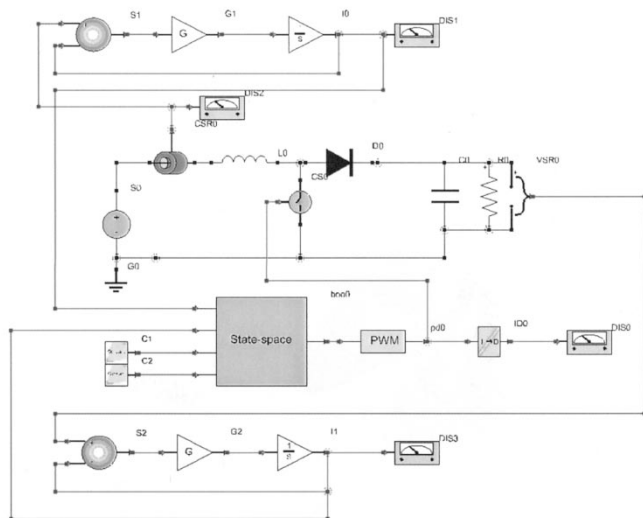 S1
G1
I0
DIS1
G
1
s
DIS2
CSR0
L0
D0
C0
R0
VSR0
S0
CS0
G0
boo0
C1
C2
State-space
PWM
pd0
ID0
DIS0
S2
G2
I1
DIS3
G
1
s